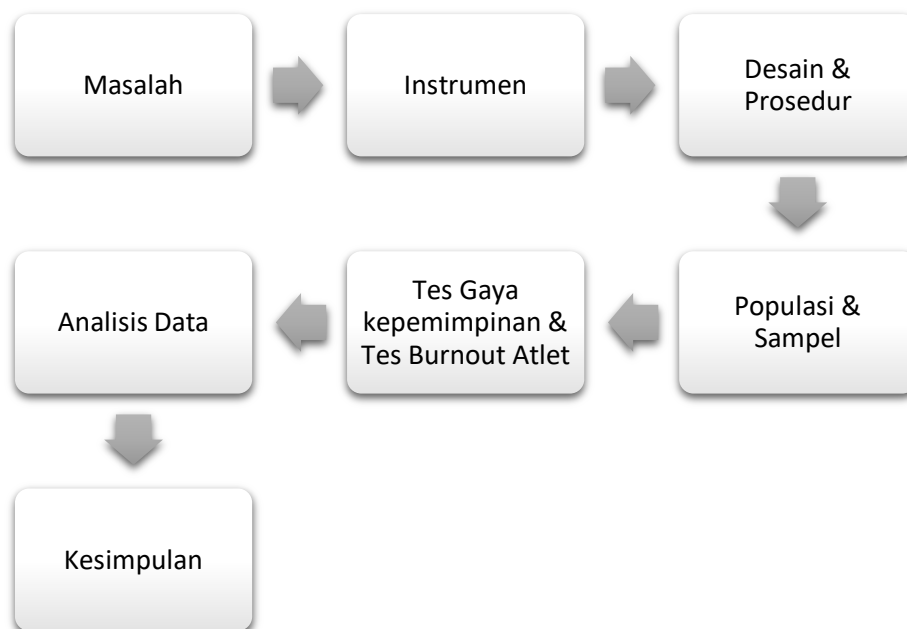 Masalah
Instrumen
Desain &
Prosedur
Populasi &
Sampel
Tes Gaya
kepemimpinan &
Tes Burnout Atlet
Analisis Data
Kesimpulan